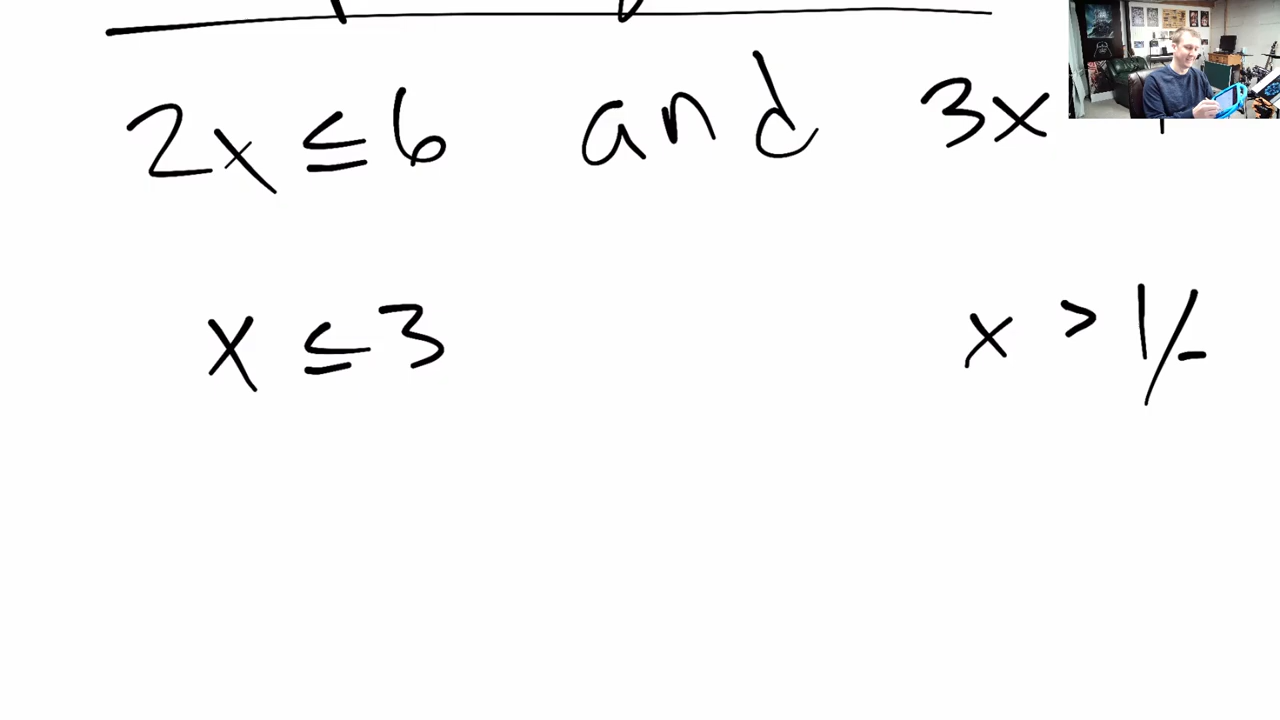 2x ≤ 6 and 3x
x ≤ 3 x > 1/